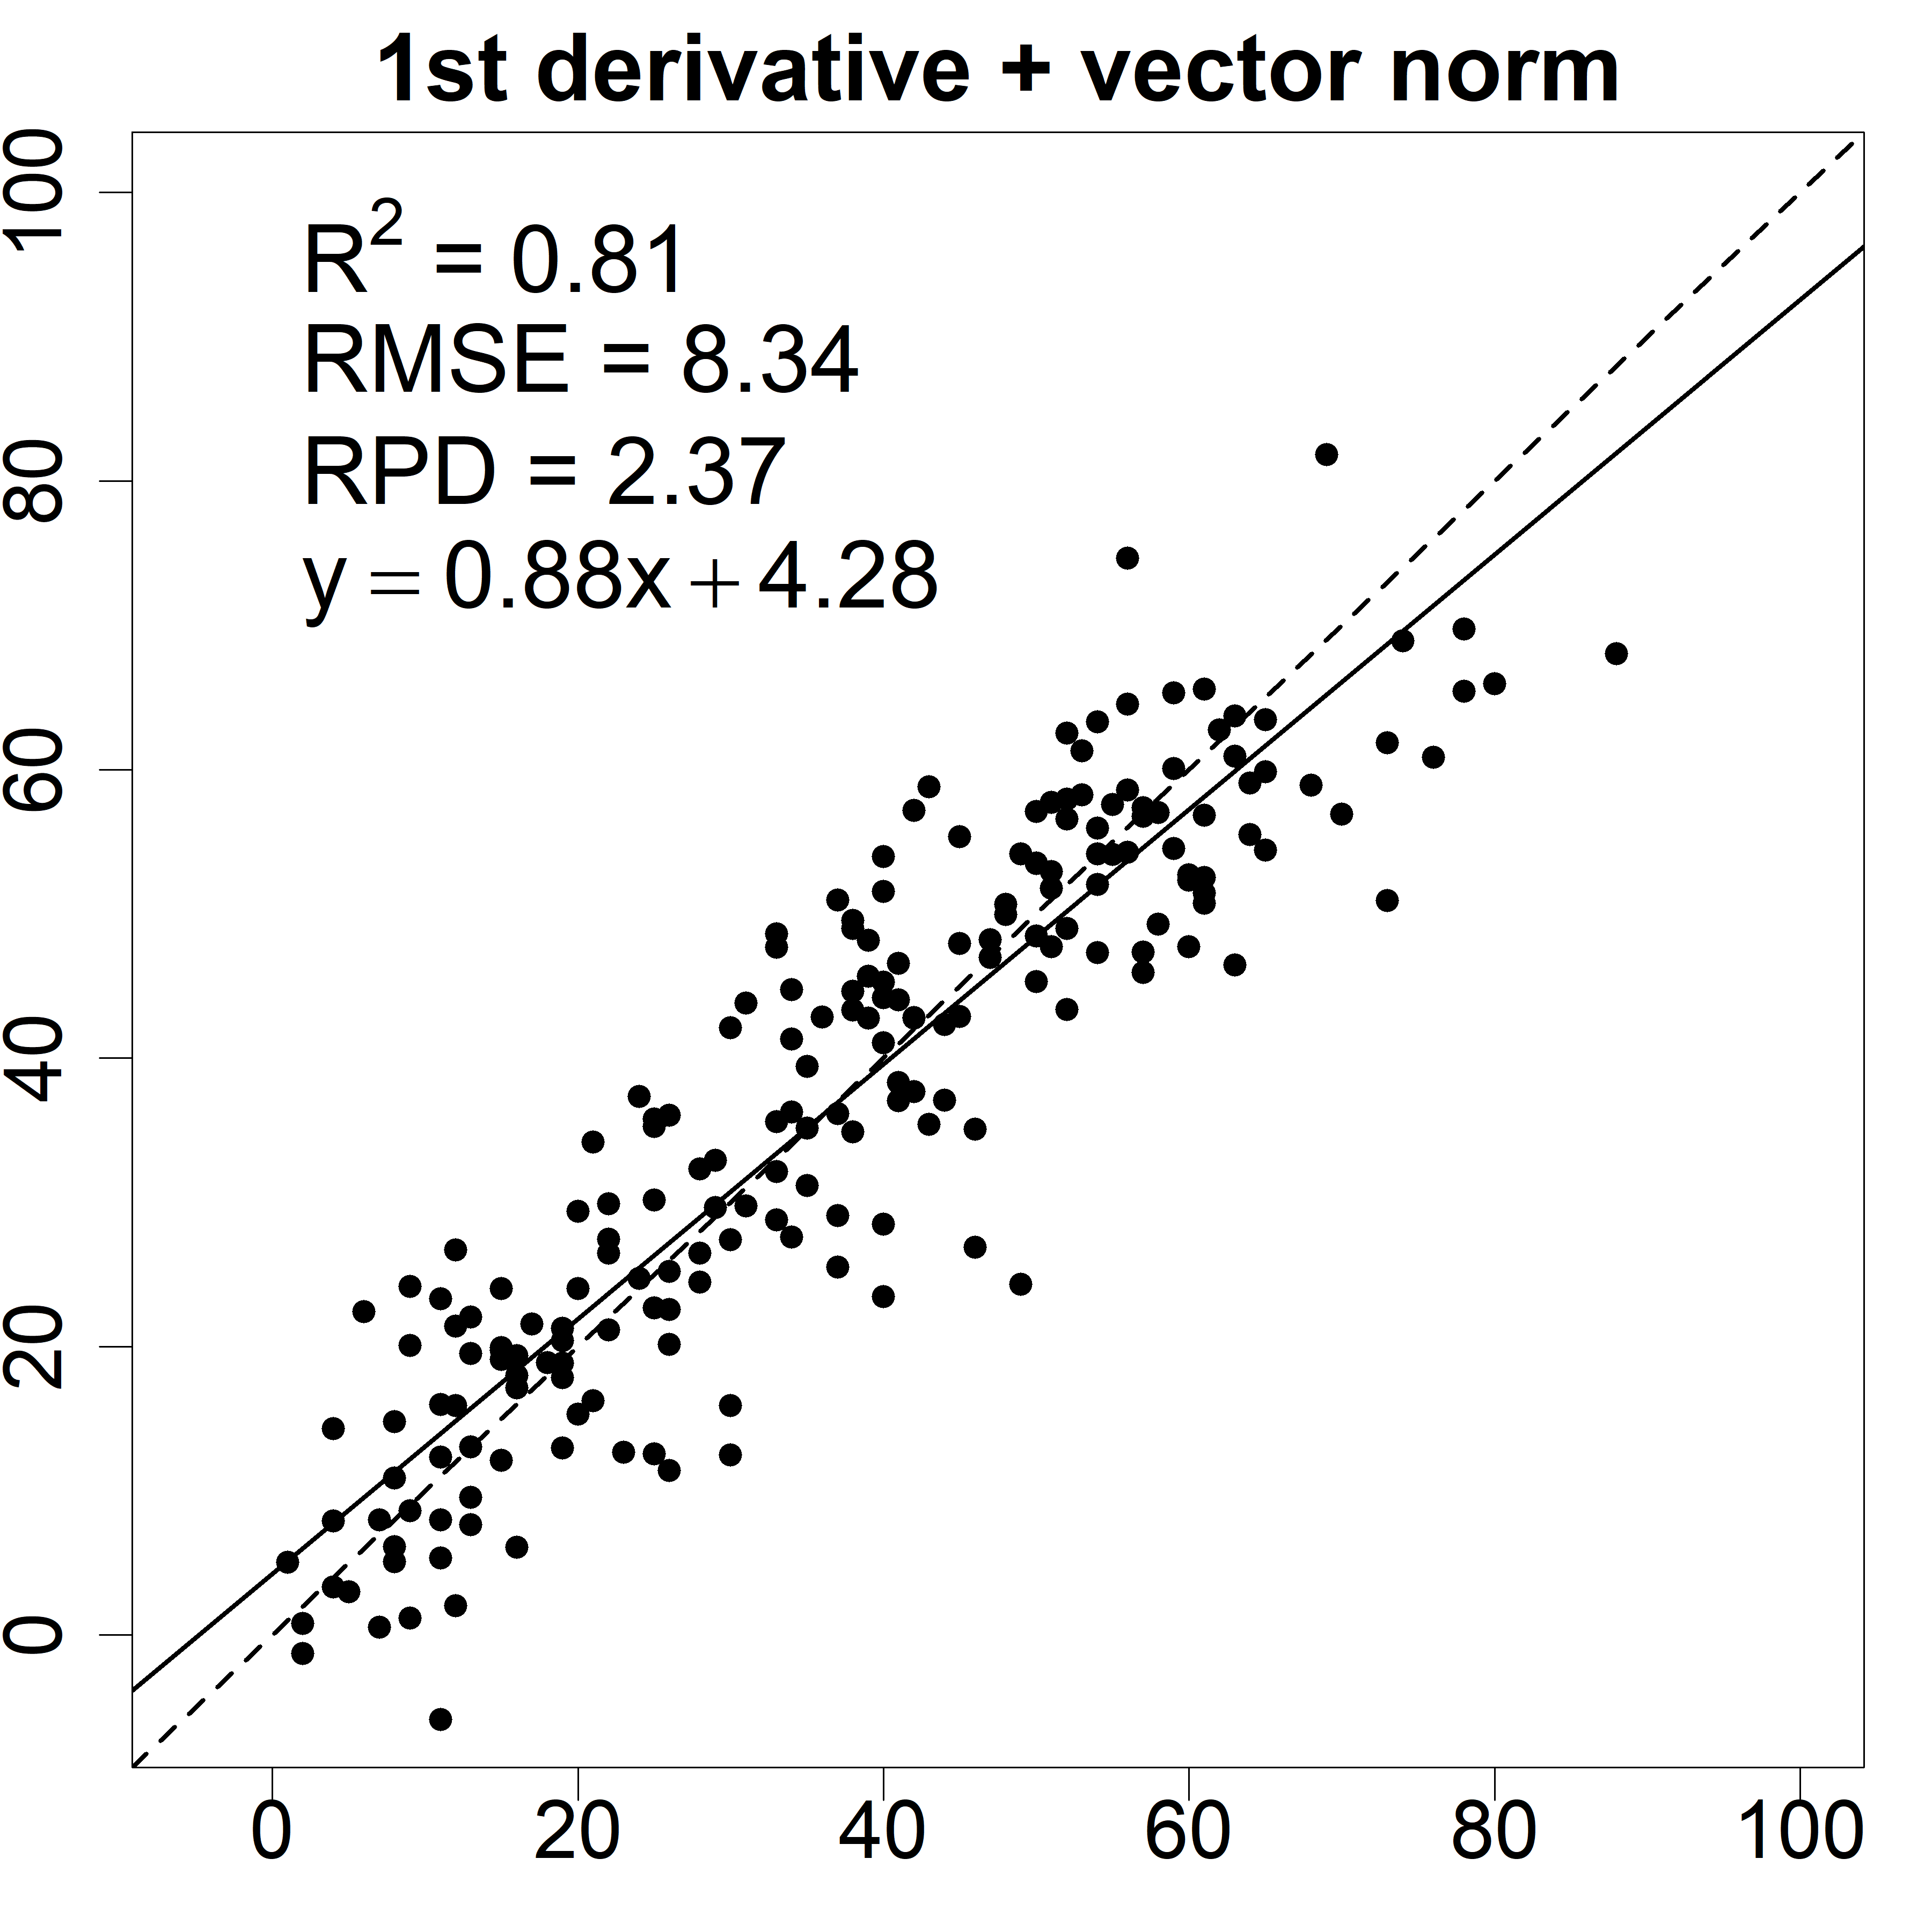 1st derivative + vector norm
100
80
60
40
20
0
R² = 0.81
RMSE = 8.34
RPD = 2.37
y = 0.88x + 4.28
0 20 40 60 80 100